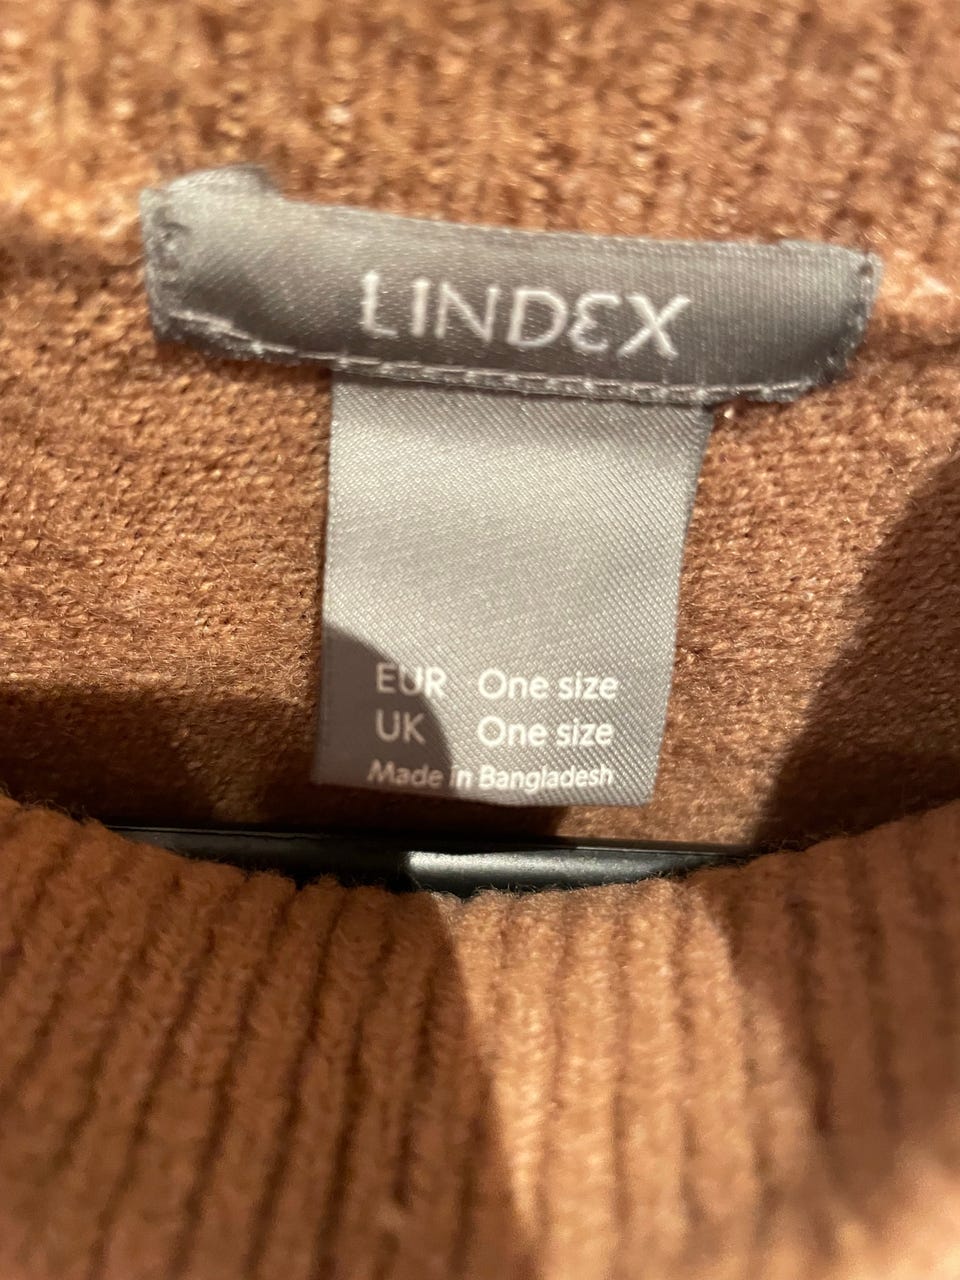 LINDEX
EUR One size
UK One size
Made in Bangladesh